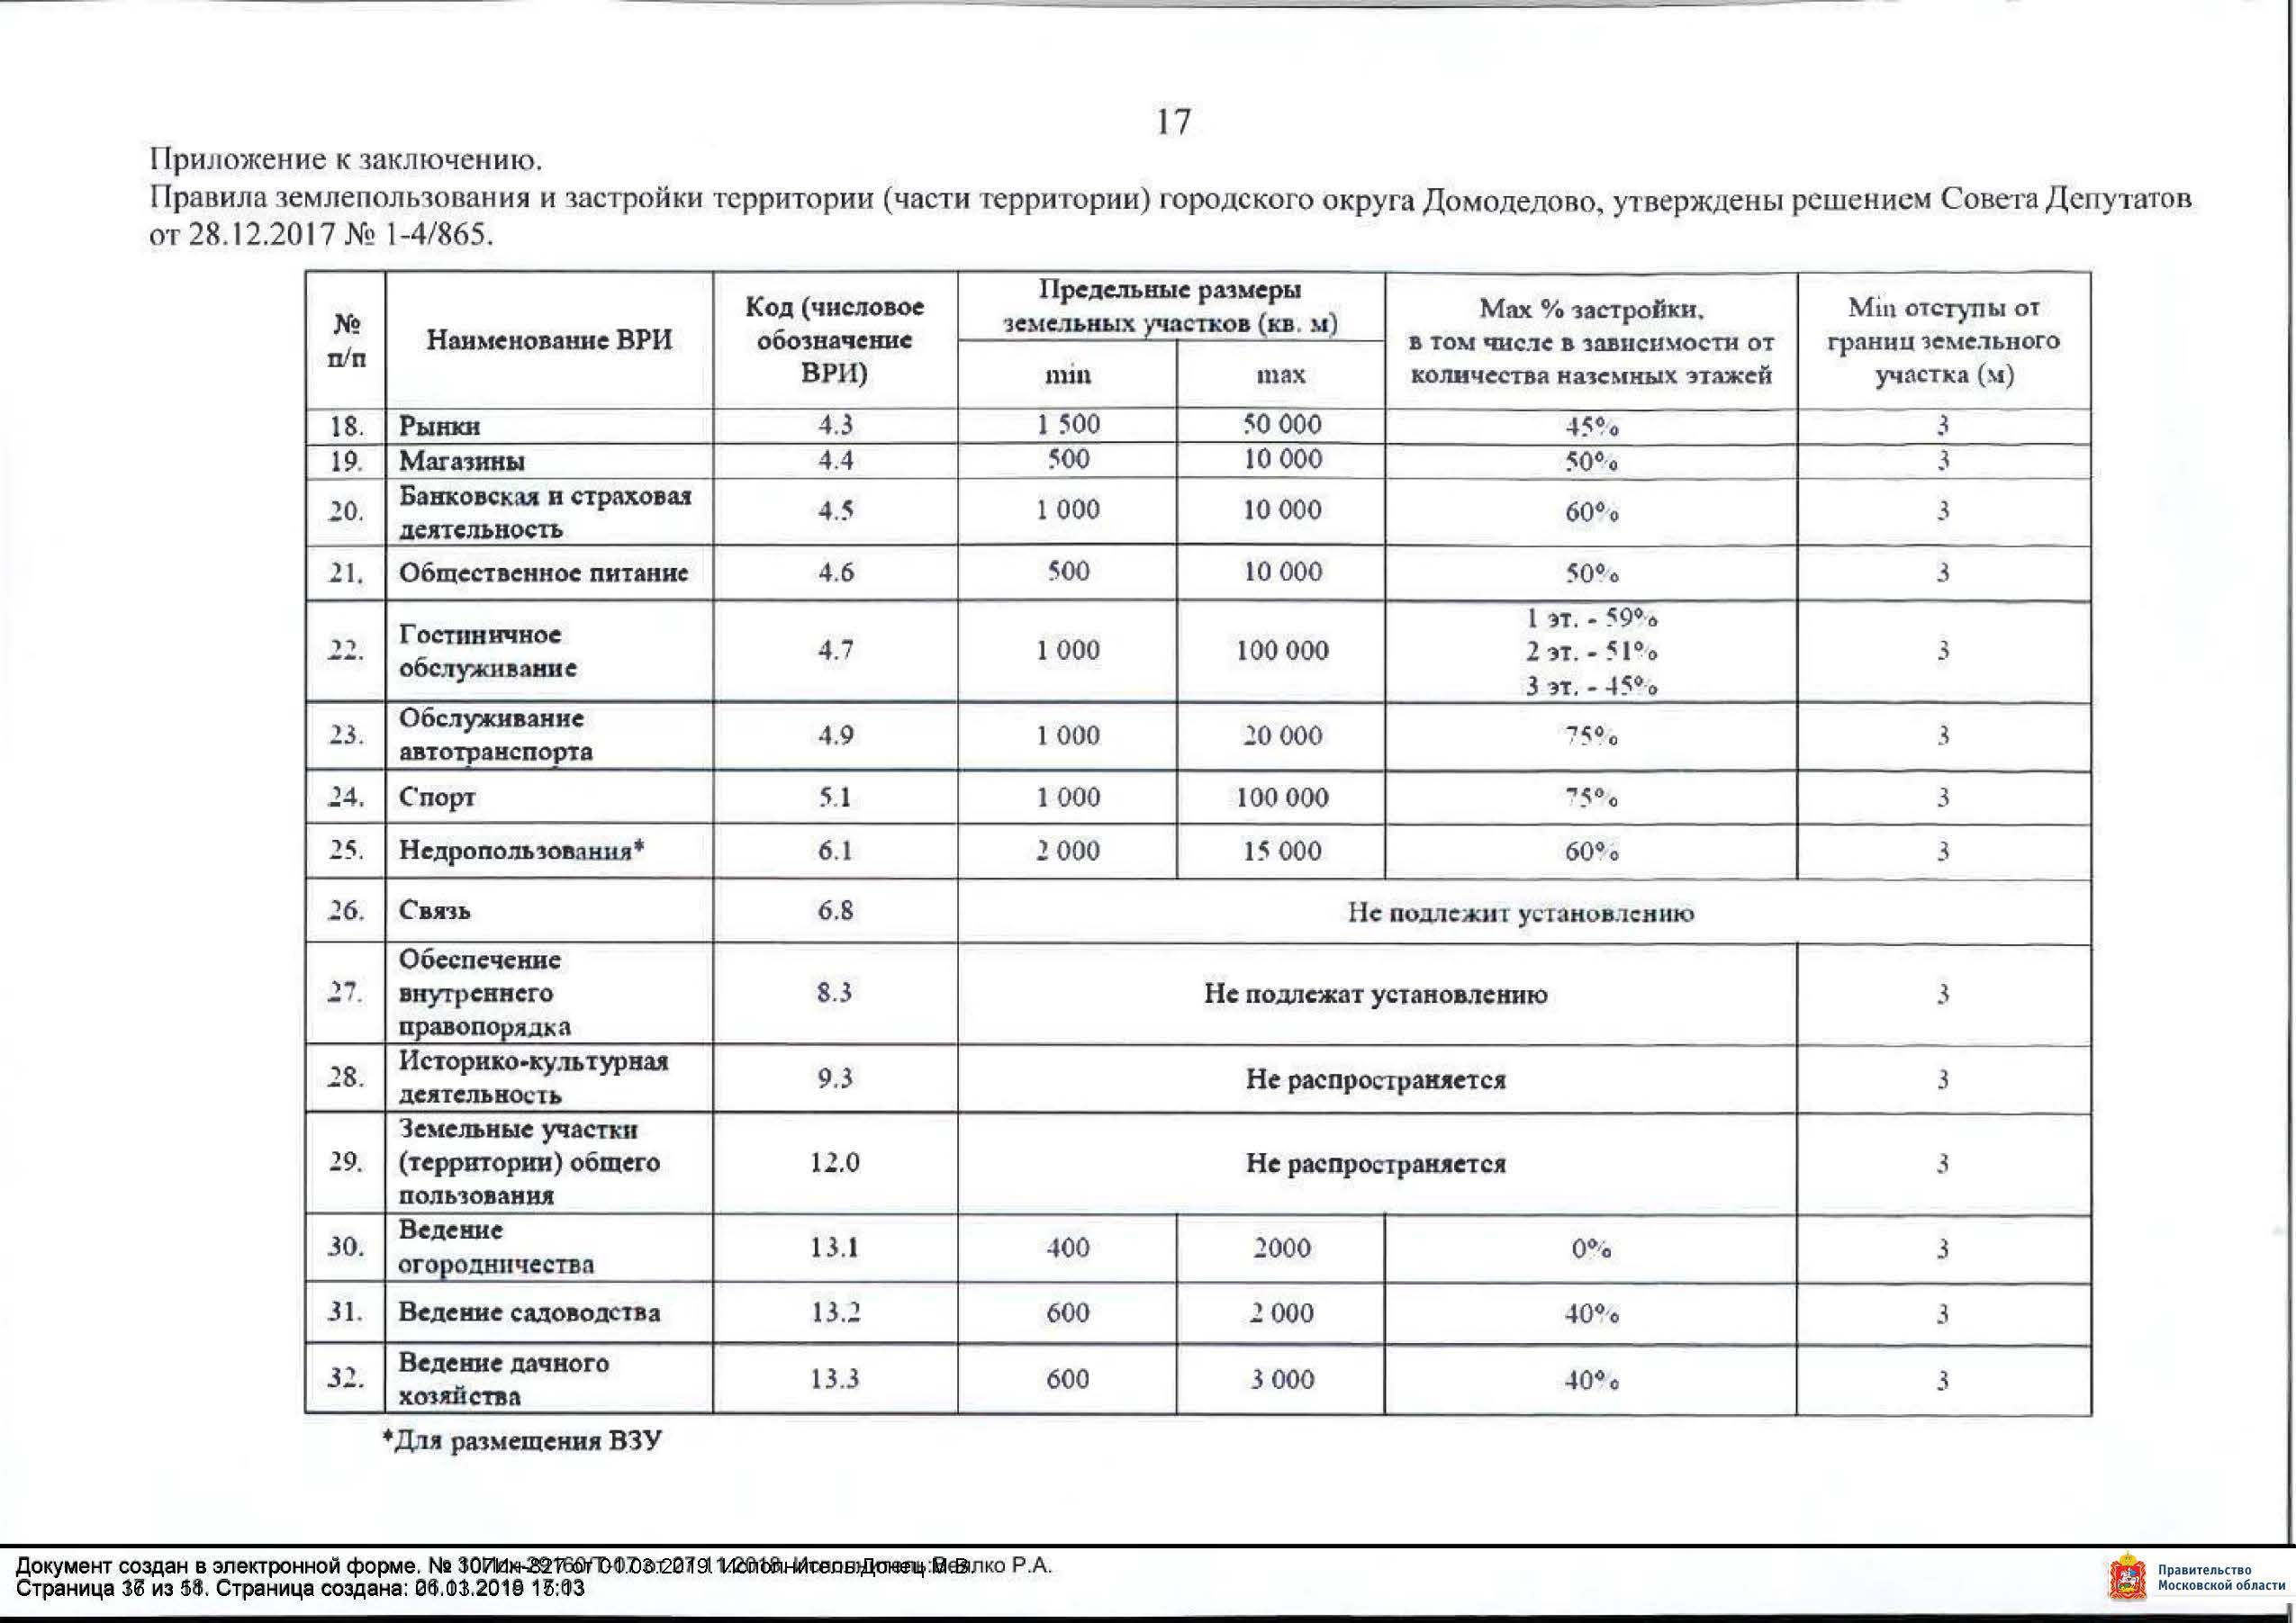 17
Приложение к заключению.
Правила землепользования и застройки территории (части территории) городского округа Домодедово, утверждены решением Совета Депутатов
от 28.12.2017 № 1-4/865.
№ п/п
Наименование ВРИ
Код (числовое обозначение ВРИ)
Предельные размеры земельных участков (кв. м)
min
max
Max % застройки, в том числе в зависимости от количества наземных этажей
Min отступы от границ земельного участка (м)
18. Рынки 4.3 1 500 50 000 45% 3
19. Магазины 4.4 500 10 000 50% 3
20. Банковская и страховая деятельность 4.5 1 000 10 000 60% 3
21. Общественное питание 4.6 500 10 000 50% 3
22. Гостиничное обслуживание 4.7 1 000 100 000 1 эт. - 59% 2 эт. - 51% 3 эт. - 45% 3
23. Обслуживание автотранспорта 4.9 1 000 20 000 75% 3
24. Спорт 5.1 1 000 100 000 75% 3
25. Недропользования* 6.1 2 000 15 000 60% 3
26. Связь 6.8 Не подлежит установлению
27. Обеспечение внутреннего правопорядка 8.3 Не подлежат установлению 3
28. Историко-культурная деятельность 9.3 Не распространяется 3
29. Земельные участки (территории) общего пользования 12.0 Не распространяется 3
30. Ведение огородничества 13.1 400 2000 0% 3
31. Ведение садоводства 13.2 600 2 000 40% 3
32. Ведение дачного хозяйства 13.3 600 3 000 40% 3
*Для размещения ВЗУ
Документ создан в электронной форме. №
Страница из Страница создана:
Правительство
Московской области